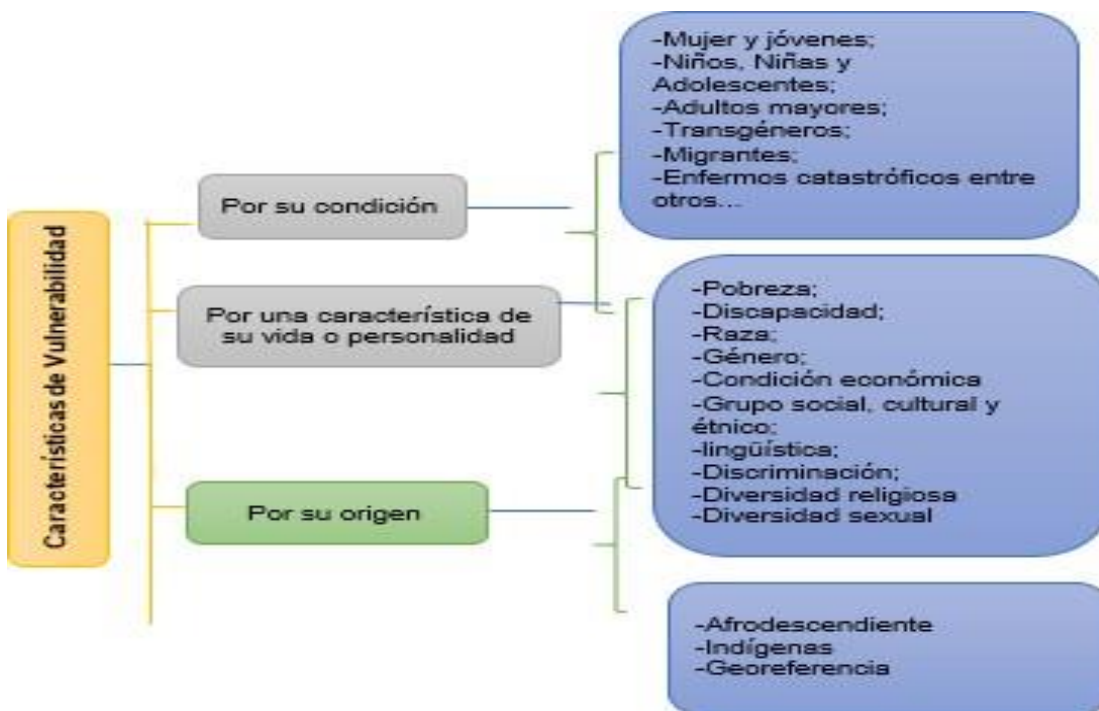 Características de Vulnerabilidad
Por su condición
-Mujer y jóvenes;
-Niños, Niñas y
Adolescentes;
-Adultos mayores;
-Transgéneros;
-Migrantes;
-Enfermos catastróficos entre
otros...
Por una característica de
su vida o personalidad
-Pobreza;
-Discapacidad;
-Raza;
-Género;
-Condición económica
-Grupo social, cultural y
étnico;
-lingüística;
-Discriminación;
-Diversidad religiosa
-Diversidad sexual
Por su origen
-Afrodescendiente
-Indígenas
-Georeferencia